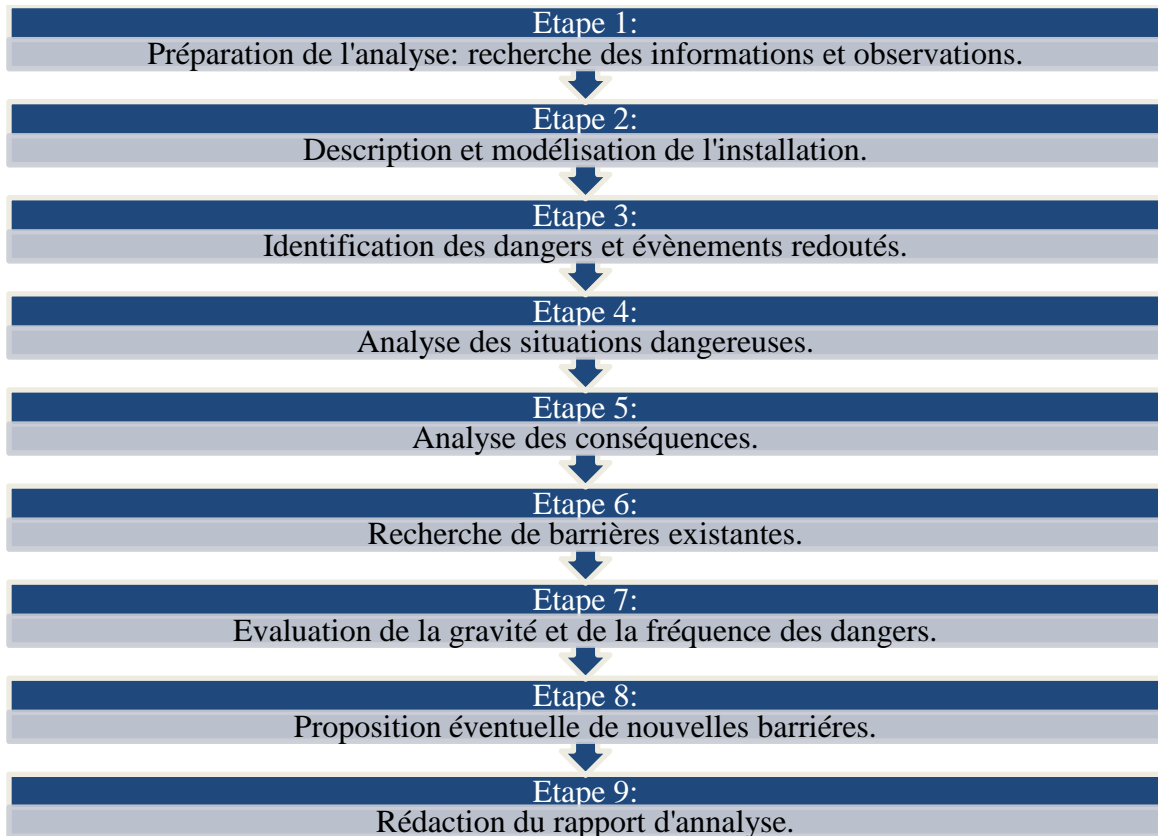 Etape 1:
Préparation de l'analyse: recherche des informations et observations.
Etape 2:
Description et modélisation de l'installation.
Etape 3:
Identification des dangers et évènements redoutés.
Etape 4:
Analyse des situations dangereuses.
Etape 5:
Analyse des conséquences.
Etape 6:
Recherche de barrières existantes.
Etape 7:
Evaluation de la gravité et de la fréquence des dangers.
Etape 8:
Proposition éventuelle de nouvelles barriéres.
Etape 9:
Rédaction du rapport d'annalyse.